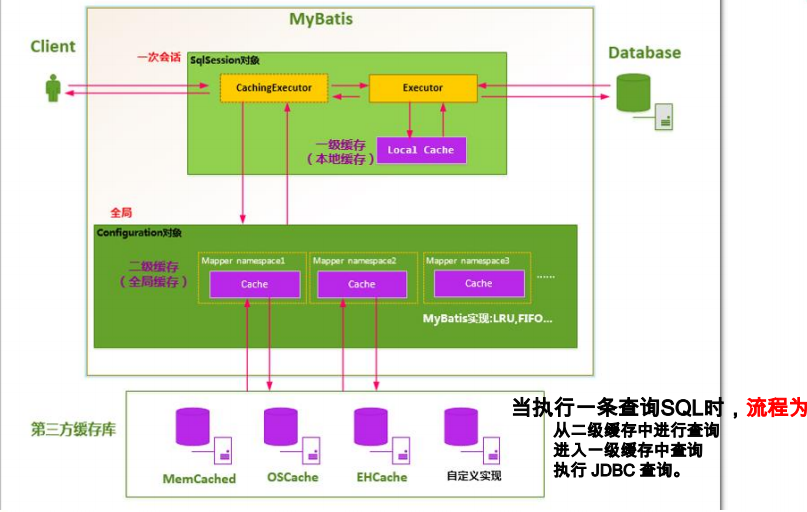 MyBatis
Client
一次会话
SqlSession对象
Database
CachingExecutor
Executor
一级缓存
（本地缓存）
Local Cache
全局
Configuration对象
二级缓存
（全局缓存）
Mapper namespace1
Cache
Mapper namespace2
Cache
Mapper namespace3
Cache
......
MyBatis实现:LRU,FIFO...
第三方缓存库
MemCached
OSCache
EHCache
自定义实现
当执行一条查询SQL时，流程为
从二级缓存中进行查询
进入一级缓存中查询
执行 JDBC 查询。